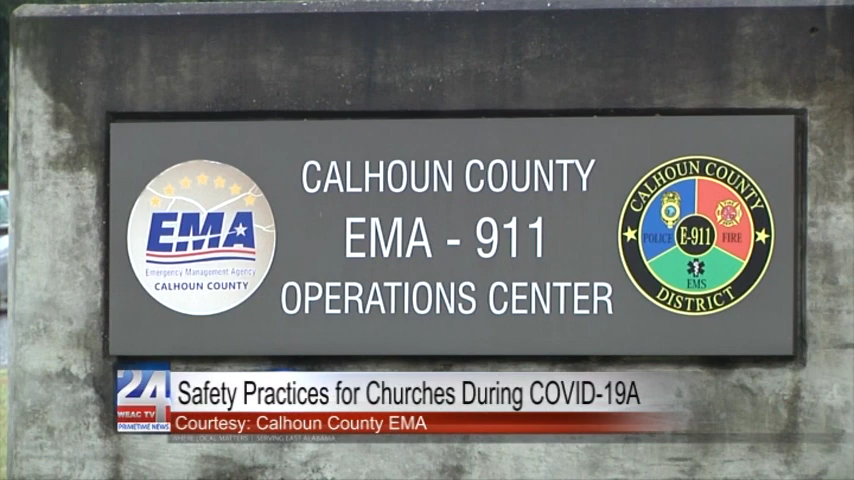 CALHOUN COUNTY
EMA - 911
OPERATIONS CENTER
EMA
Emergency Management Agency
CALHOUN COUNTY
CALHOUN COUNTY
POLICE
E-911
FIRE
EMS
DISTRICT
24
WEAC TV
PRIMETIME NEWS
Safety Practices for Churches During COVID-19A
Courtesy: Calhoun County EMA
WHERE LOCAL MATTERS | SERVING EAST ALABAMA